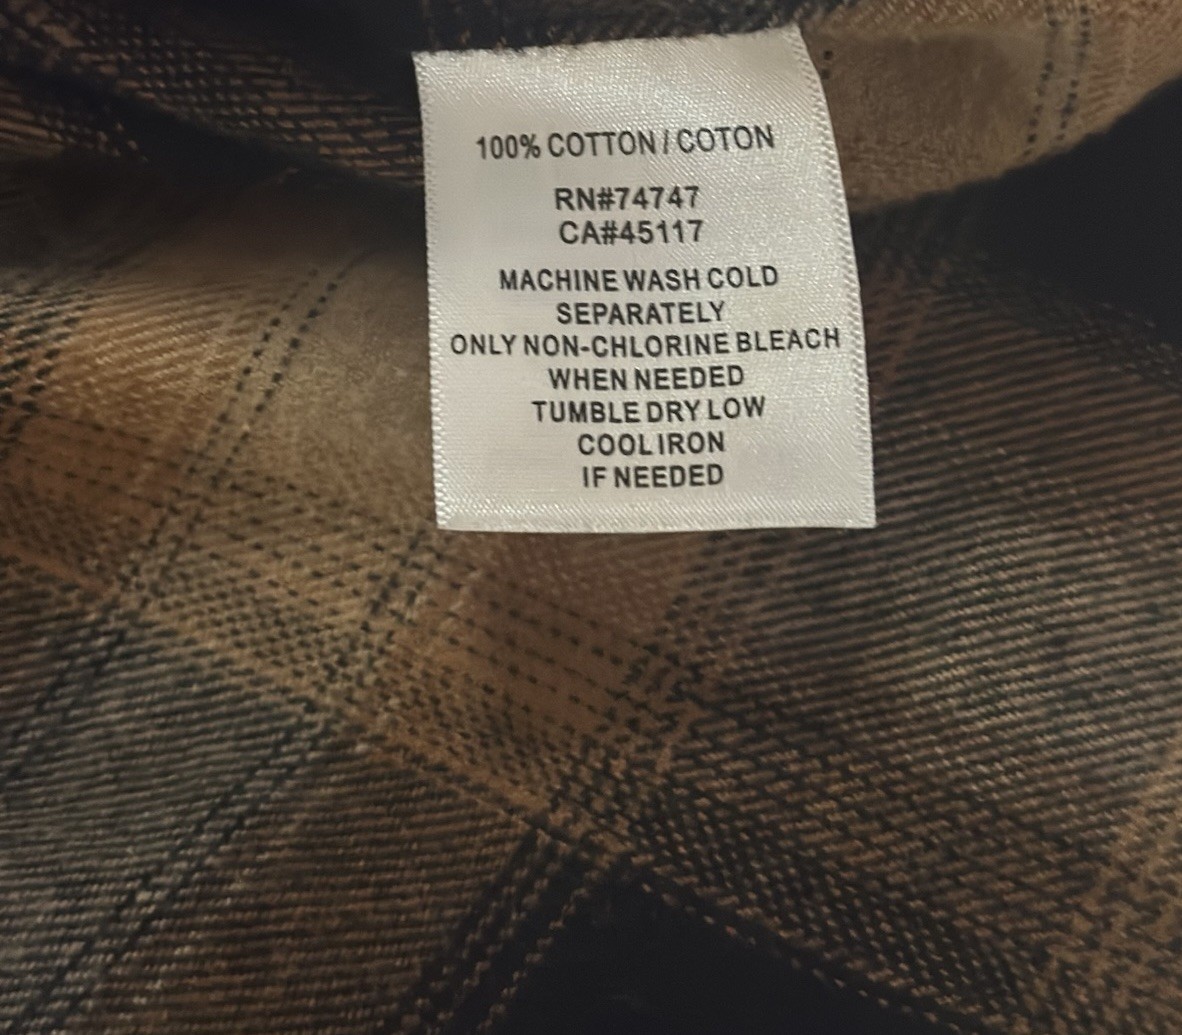 100% COTTON / COTON
RN#74747
CA#45117
MACHINE WASH COLD
SEPARATELY
ONLY NON-CHLORINE BLEACH
WHEN NEEDED
TUMBLE DRY LOW
COOL IRON
IF NEEDED